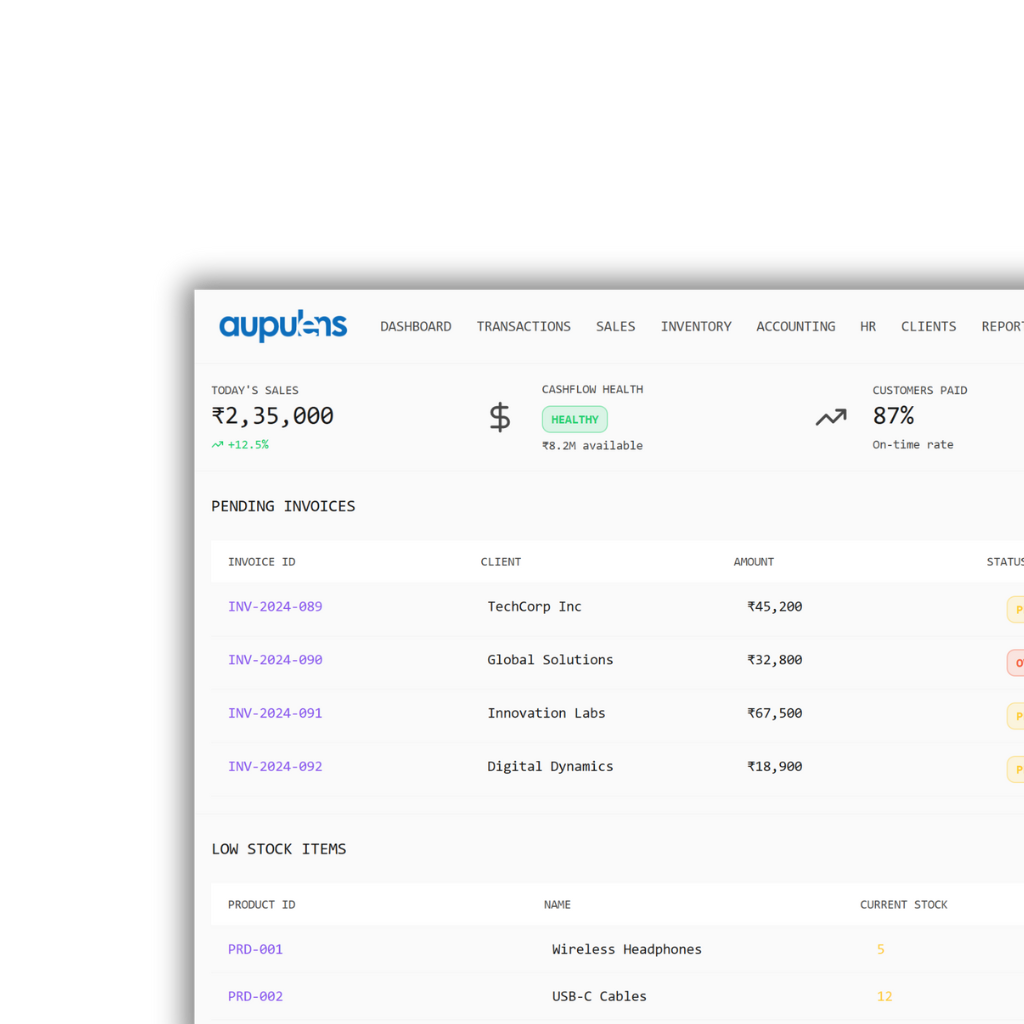 aupulens DASHBOARD TRANSACTIONS SALES INVENTORY ACCOUNTING HR CLIENTS REPORT
TODAY'S SALES CASHFLOW HEALTH CUSTOMERS PAID
₹2,35,000 $ HEALTHY 87%
+12.5% ₹8.2M available On-time rate
PENDING INVOICES
INVOICE ID CLIENT AMOUNT STATUS
INV-2024-089 TechCorp Inc ₹45,200 P
INV-2024-090 Global Solutions ₹32,800
INV-2024-091 Innovation Labs ₹67,500 P
INV-2024-092 Digital Dynamics ₹18,900 P
LOW STOCK ITEMS
PRODUCT ID NAME CURRENT STOCK
PRD-001 Wireless Headphones 5
PRD-002 USB-C Cables 12